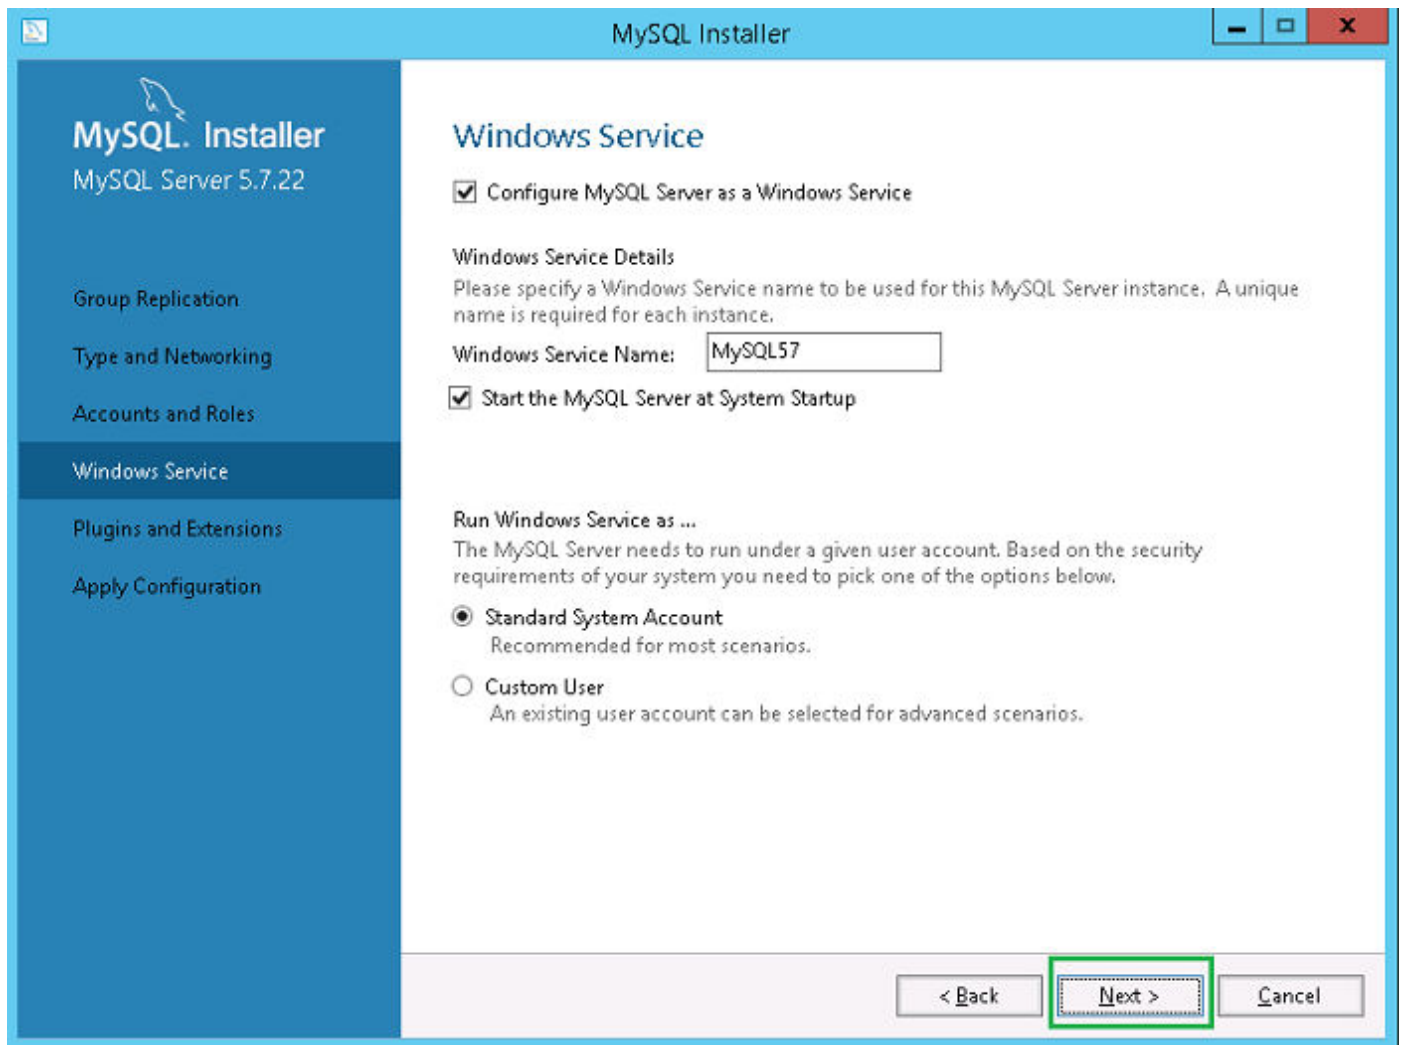 MySQL Installer
MySQL. Installer
MySQL Server 5.7.22
Group Replication
Type and Networking
Accounts and Roles
Windows Service
Plugins and Extensions
Apply Configuration
Windows Service
Configure MySQL Server as a Windows Service
Windows Service Details
Please specify a Windows Service name to be used for this MySQL Server instance. A unique
name is required for each instance.
Windows Service Name: MySQL57
Start the MySQL Server at System Startup
Run Windows Service as ...
The MySQL Server needs to run under a given user account. Based on the security
requirements of your system you need to pick one of the options below.
Standard System Account
Recommended for most scenarios.
Custom User
An existing user account can be selected for advanced scenarios.
< Back Next > Cancel